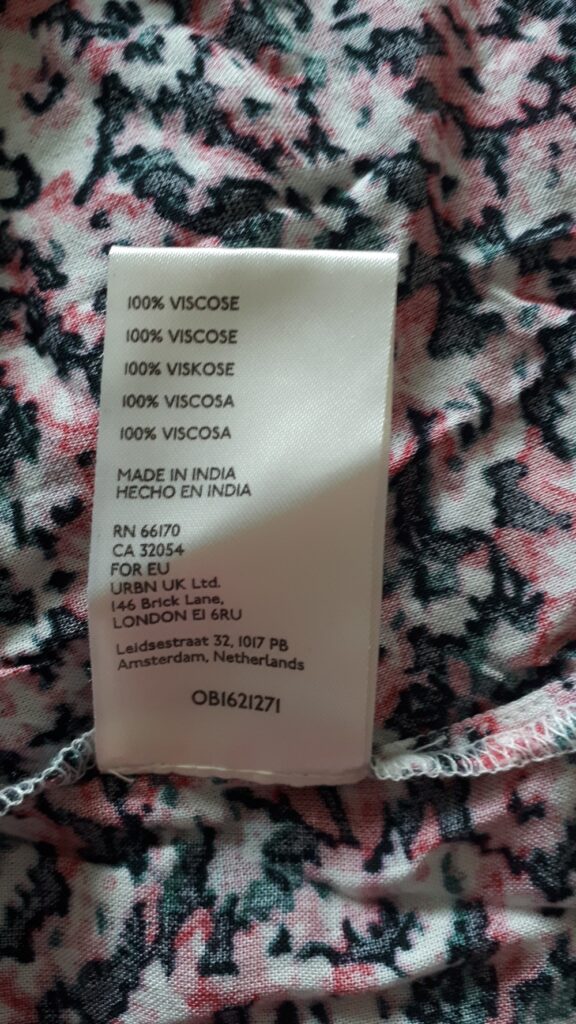 100% VISCOSE
100% VISCOSE
100% VISKOSE
100% VISCOSA
100% VISCOSA
MADE IN INDIA
HECHO EN INDIA
RN 66170
CA 32054
FOR EU
URBN UK Ltd.
146 Brick Lane,
LONDON E1 6RU
Leidsestraat 32, 1017 PB
Amsterdam, Netherlands
OB1621271